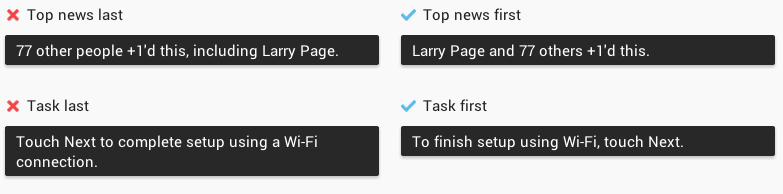 Top news last
77 other people +1'd this, including Larry Page.
Top news first
Larry Page and 77 others +1'd this.
Task last
Touch Next to complete setup using a Wi-Fi
connection.
Task first
To finish setup using Wi-Fi, touch Next.